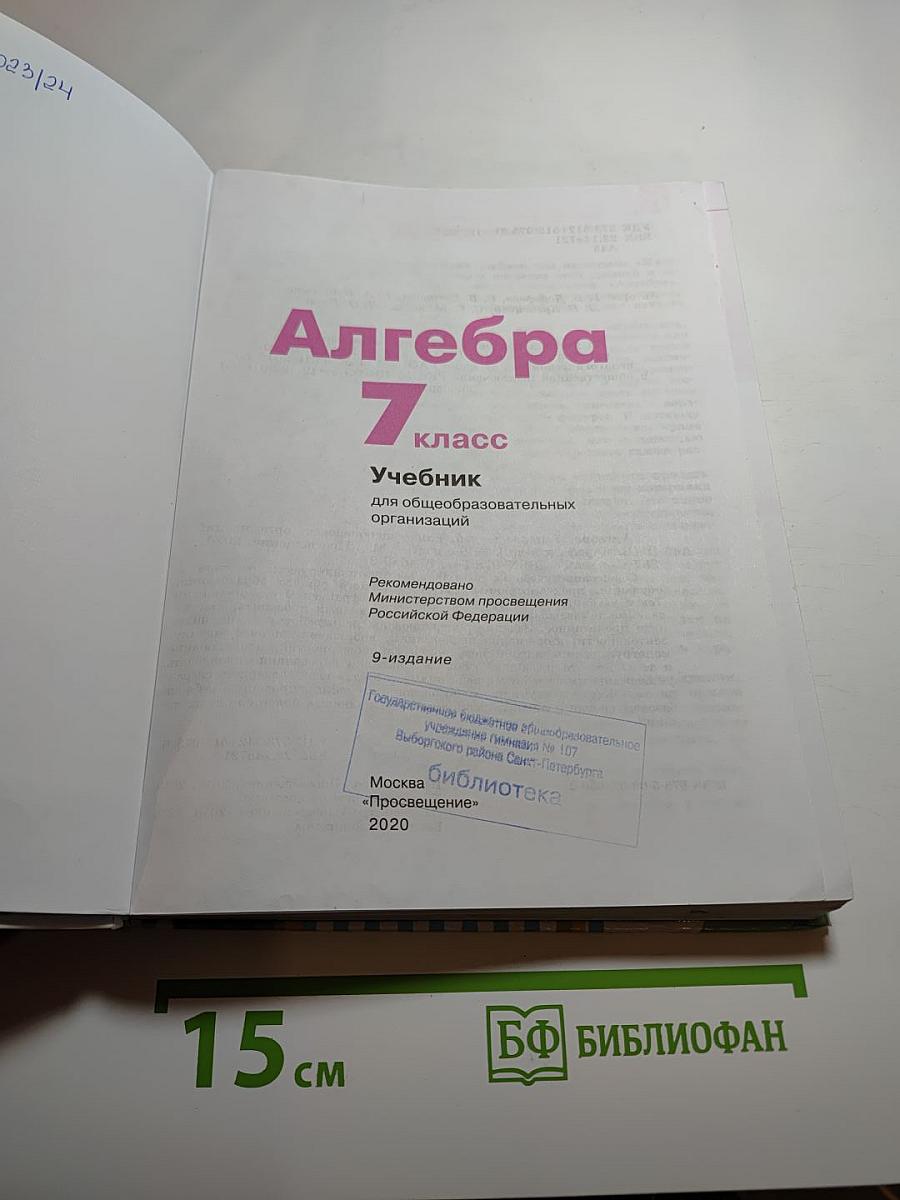 023/24
Алгебра
7 класс
Учебник
для общеобразовательных
организаций
Рекомендовано
Министерством просвещения
Российской Федерации
9-издание
Государственное бюджетное общеобразовательное
учреждение гимназия № 107
Выборгского района Санкт-Петербурга
библиотека
Москва
«Просвещение»
2020
15 см
БФ БИБЛИОФАН